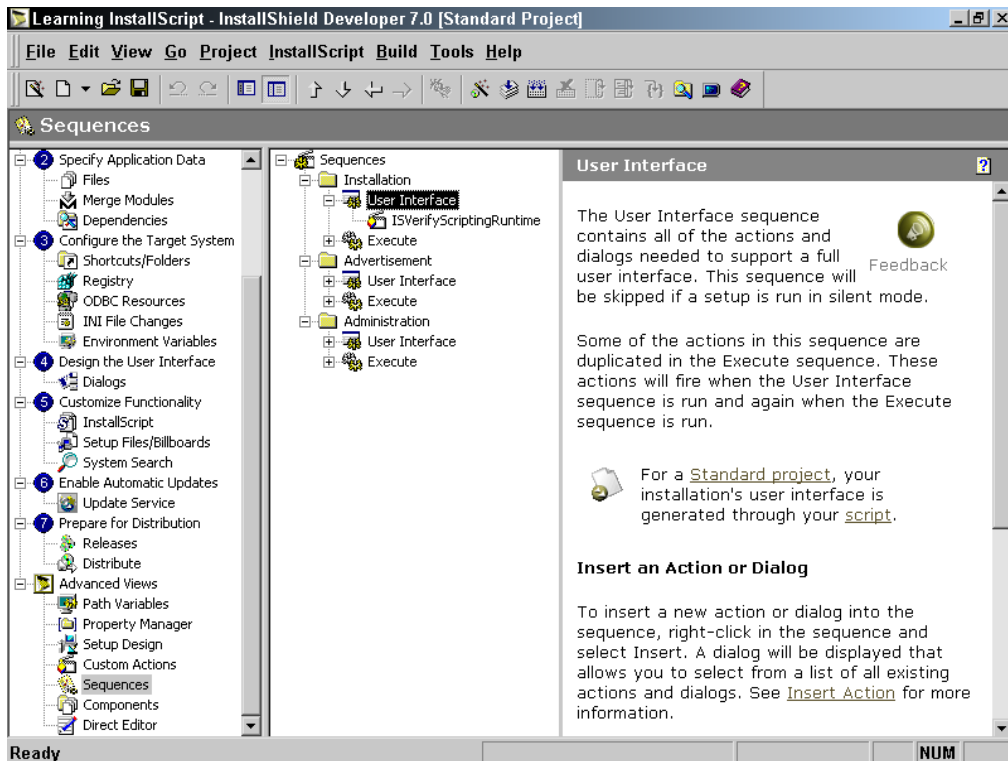 Learning InstallScript - InstallShield Developer 7.0 [Standard Project]
File Edit View Go Project InstallScript Build Tools Help
Sequences
2 Specify Application Data
Files
Merge Modules
Dependencies
3 Configure the Target System
Shortcuts/Folders
Registry
ODBC Resources
INI File Changes
Environment Variables
4 Design the User Interface
Dialogs
5 Customize Functionality
InstallScript
Setup Files/Billboards
System Search
6 Enable Automatic Updates
Update Service
7 Prepare for Distribution
Releases
Distribute
Advanced Views
Path Variables
Property Manager
Setup Design
Custom Actions
Sequences
Components
Direct Editor
Sequences
Installation
User Interface
ISVerifyScriptingRuntime
Execute
Advertisement
User Interface
Execute
Administration
User Interface
Execute
User Interface
?
The User Interface sequence
contains all of the actions and
dialogs needed to support a full
user interface. This sequence will
be skipped if a setup is run in silent mode.
Feedback
Some of the actions in this sequence are
duplicated in the Execute sequence. These
actions will fire when the User Interface
sequence is run and again when the Execute
sequence is run.
For a Standard project, your
installation's user interface is
generated through your script.
Insert an Action or Dialog
To insert a new action or dialog into the
sequence, right-click in the sequence and
select Insert. A dialog will be displayed that
allows you to select from a list of all existing
actions and dialogs. See Insert Action for more
information.
Ready
NUM